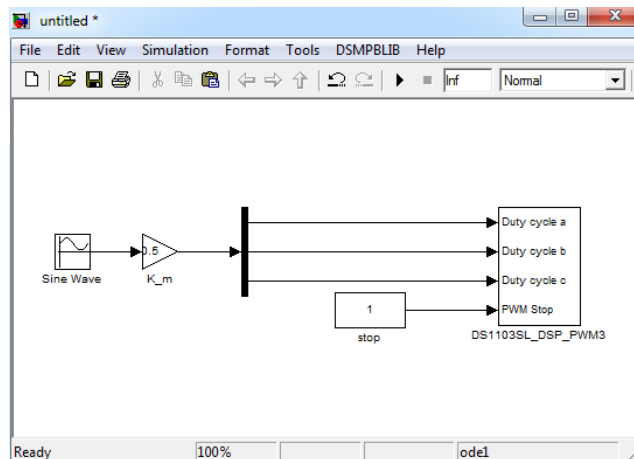 untitled *
File Edit View Simulation Format Tools DSMPBLIB Help
Inf Normal
Duty cycle a
0.5
Duty cycle b
Sine Wave K_m
Duty cycle c
1
PWM Stop
stop
DS1103SL_DSP_PWM3
Ready 100% ode1